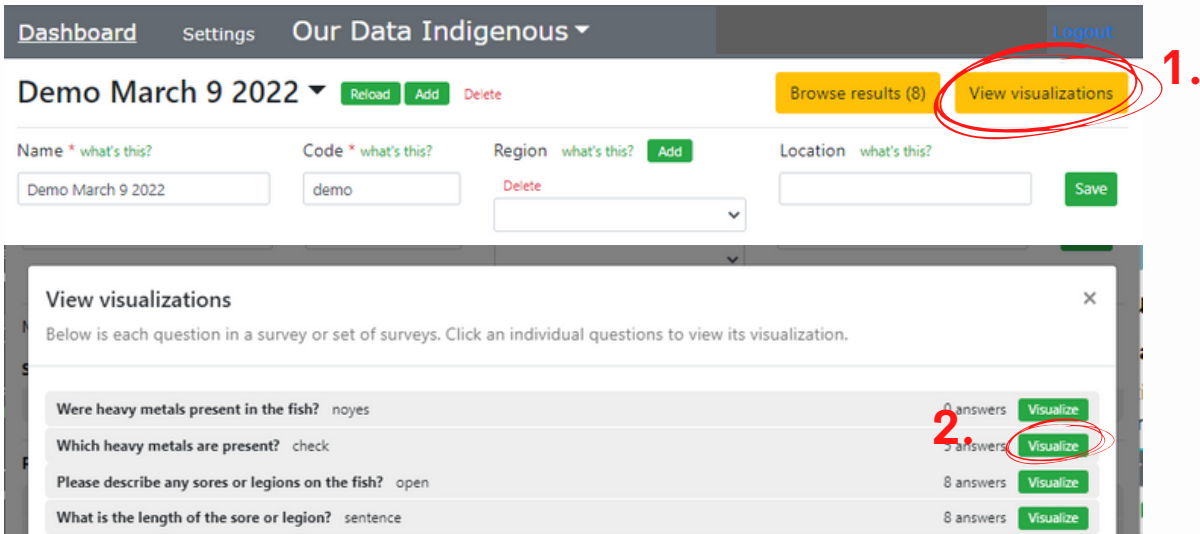 Dashboard Settings Our Data Indigenous Logout
1.
Demo March 9 2022 Reload Add Delete Browse results (8) View visualizations
Name * what's this? Code * what's this? Region what's this? Add Location what's this?
Demo March 9 2022 demo Delete Save
View visualizations ×
Below is each question in a survey or set of surveys. Click an individual questions to view its visualization.
Were heavy metals present in the fish? noyes answers Visualize
2.
Which heavy metals are present? check answers Visualize
Please describe any sores or legions on the fish? open 8 answers Visualize
What is the length of the sore or legion? sentence 8 answers Visualize